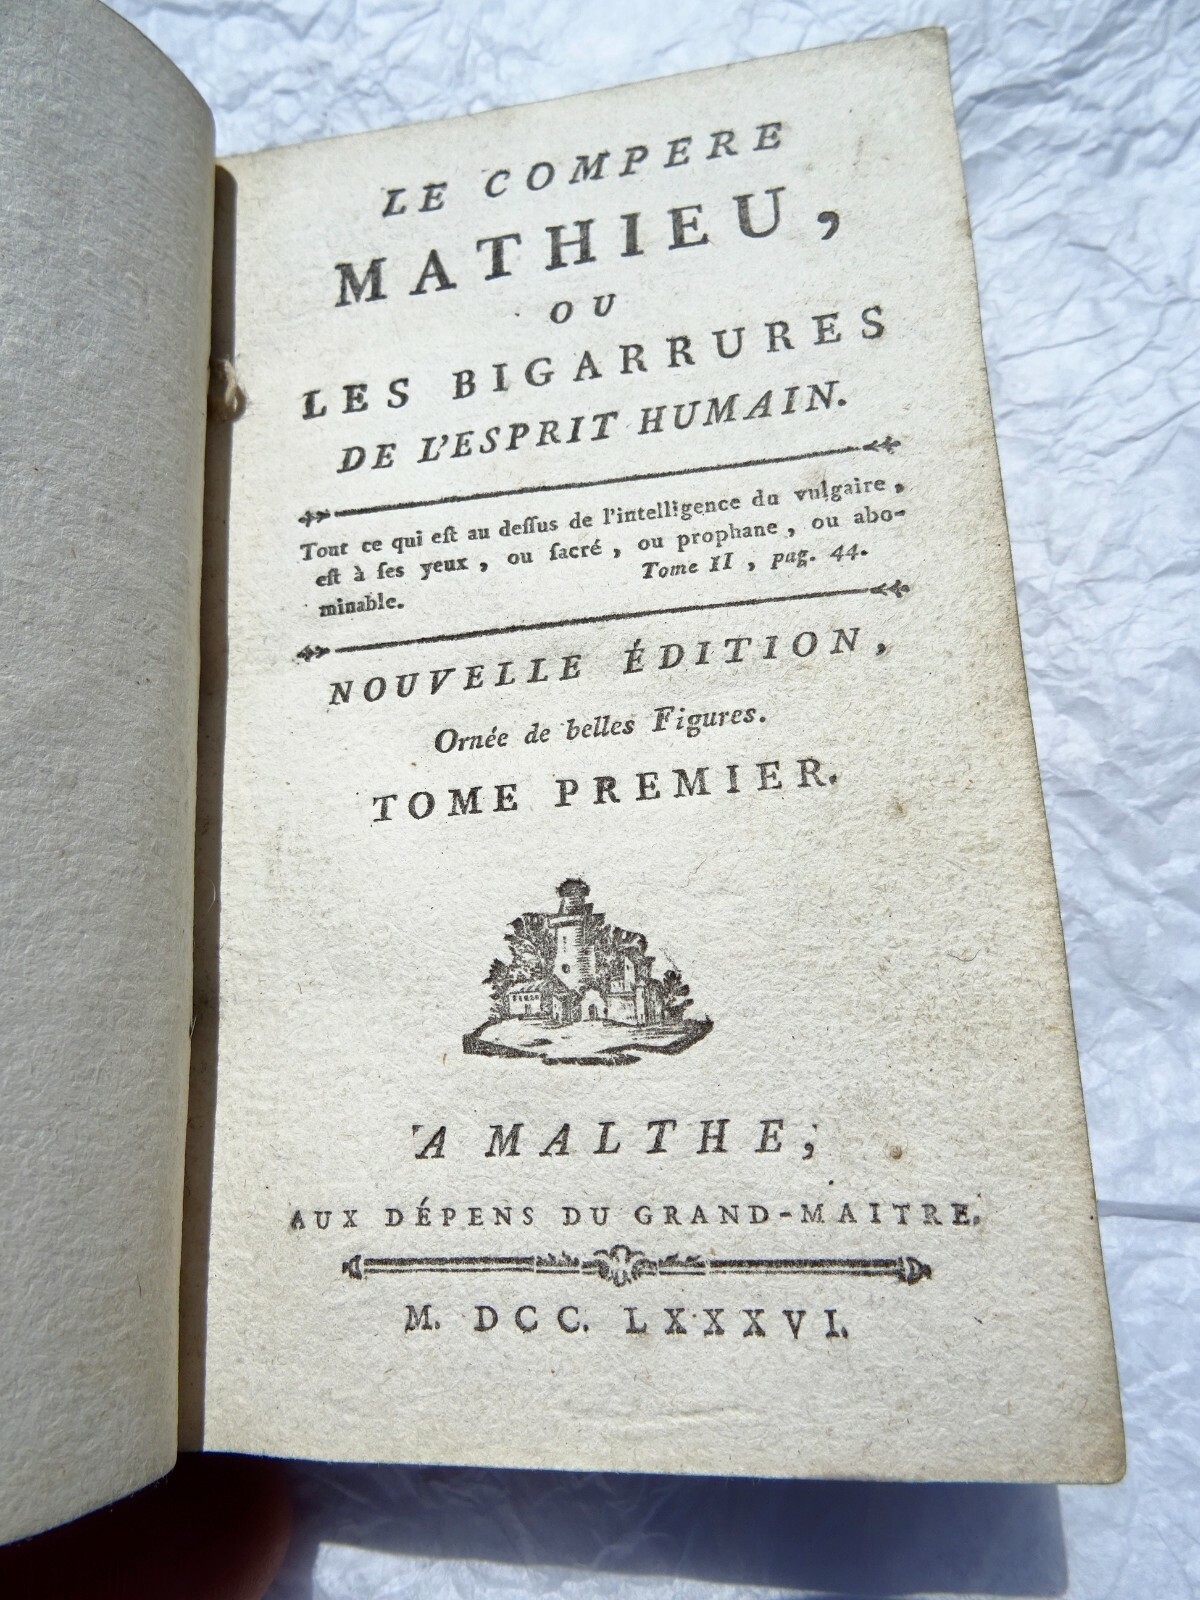 LE COMPERE
MATHIEU,
OU
LES BIGARRURES
DE L'ESPRIT HUMAIN.
Tout ce qui eſt au deſſus de l'intelligence du vulgaire,
eſt à ſes yeux, ou ſacré, ou prophane, ou abo-
minable. Tome II, pag. 44.
NOUVELLE ÉDITION,
Ornée de belles Figures.
TOME PREMIER.
A MALTHE,
AUX DÉPENS DU GRAND-MAITRE.
M. DCC. LXXXVI.